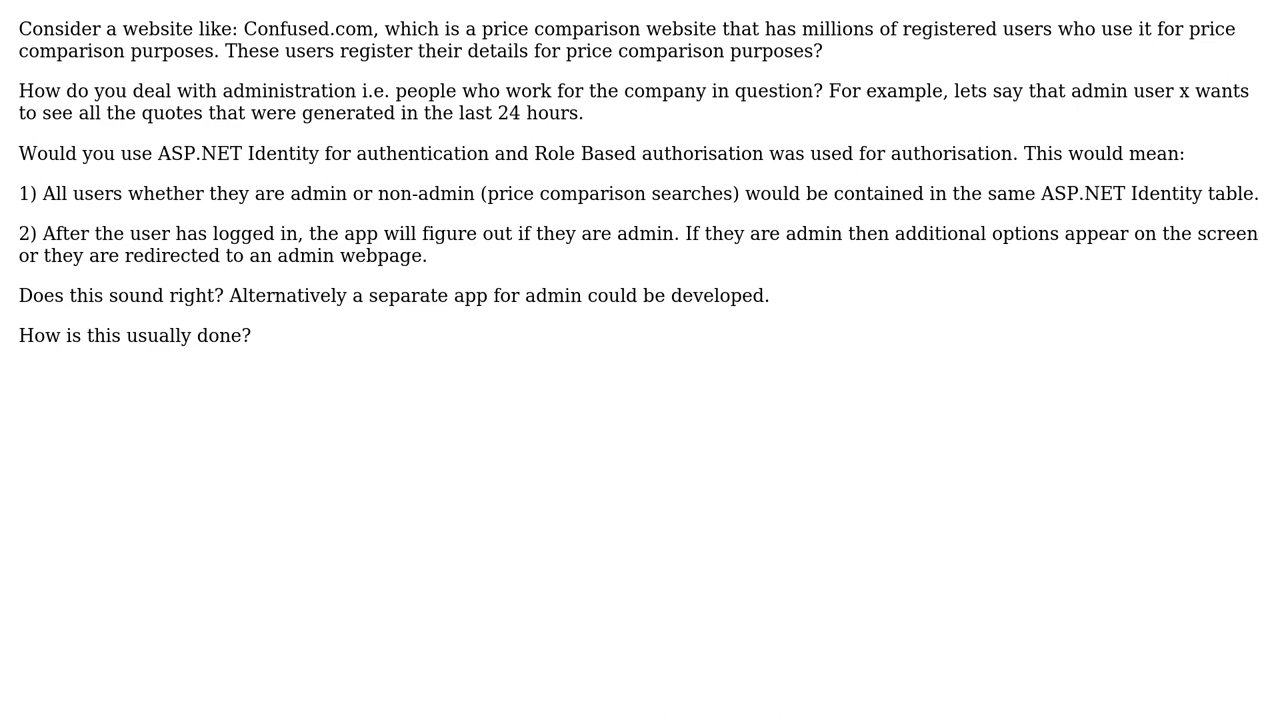 Consider a website like: Confused.com, which is a price comparison website that has millions of registered users who use it for price
comparison purposes. These users register their details for price comparison purposes?
How do you deal with administration i.e. people who work for the company in question? For example, lets say that admin user x wants
to see all the quotes that were generated in the last 24 hours.
Would you use ASP.NET Identity for authentication and Role Based authorisation was used for authorisation. This would mean:
1) All users whether they are admin or non-admin (price comparison searches) would be contained in the same ASP.NET Identity table.
2) After the user has logged in, the app will figure out if they are admin. If they are admin then additional options appear on the screen
or they are redirected to an admin webpage.
Does this sound right? Alternatively a separate app for admin could be developed.
How is this usually done?